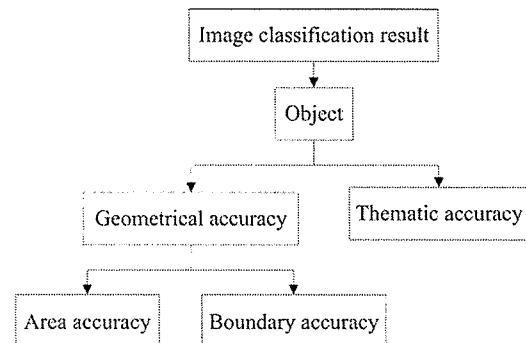 Image classification result
Object
Geometrical accuracy
Thematic accuracy
Area accuracy
Boundary accuracy